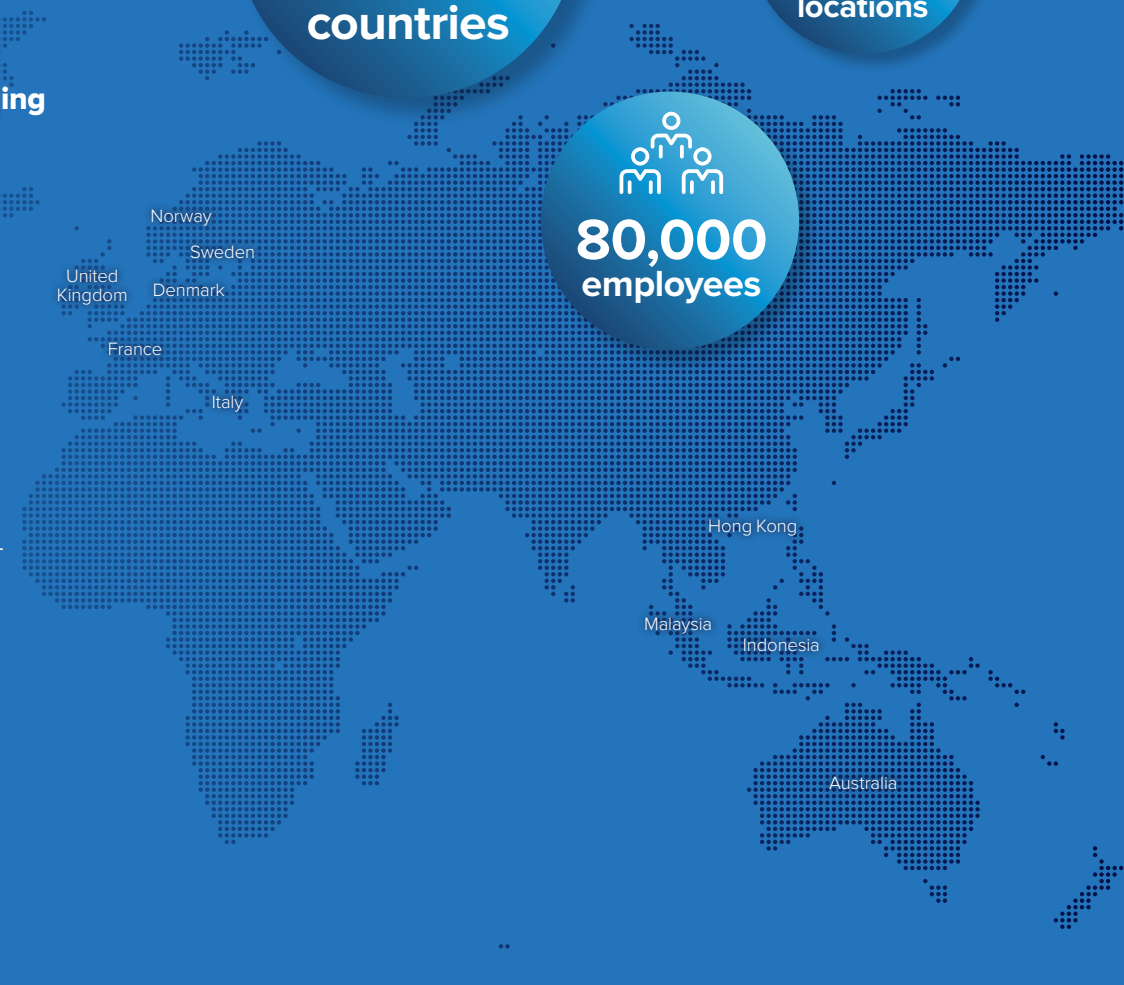 countries
locations
ing
80,000
employees
Norway
Sweden
United
Kingdom
Denmark
France
Italy
Hong Kong
Malaysia
Indonesia
Australia